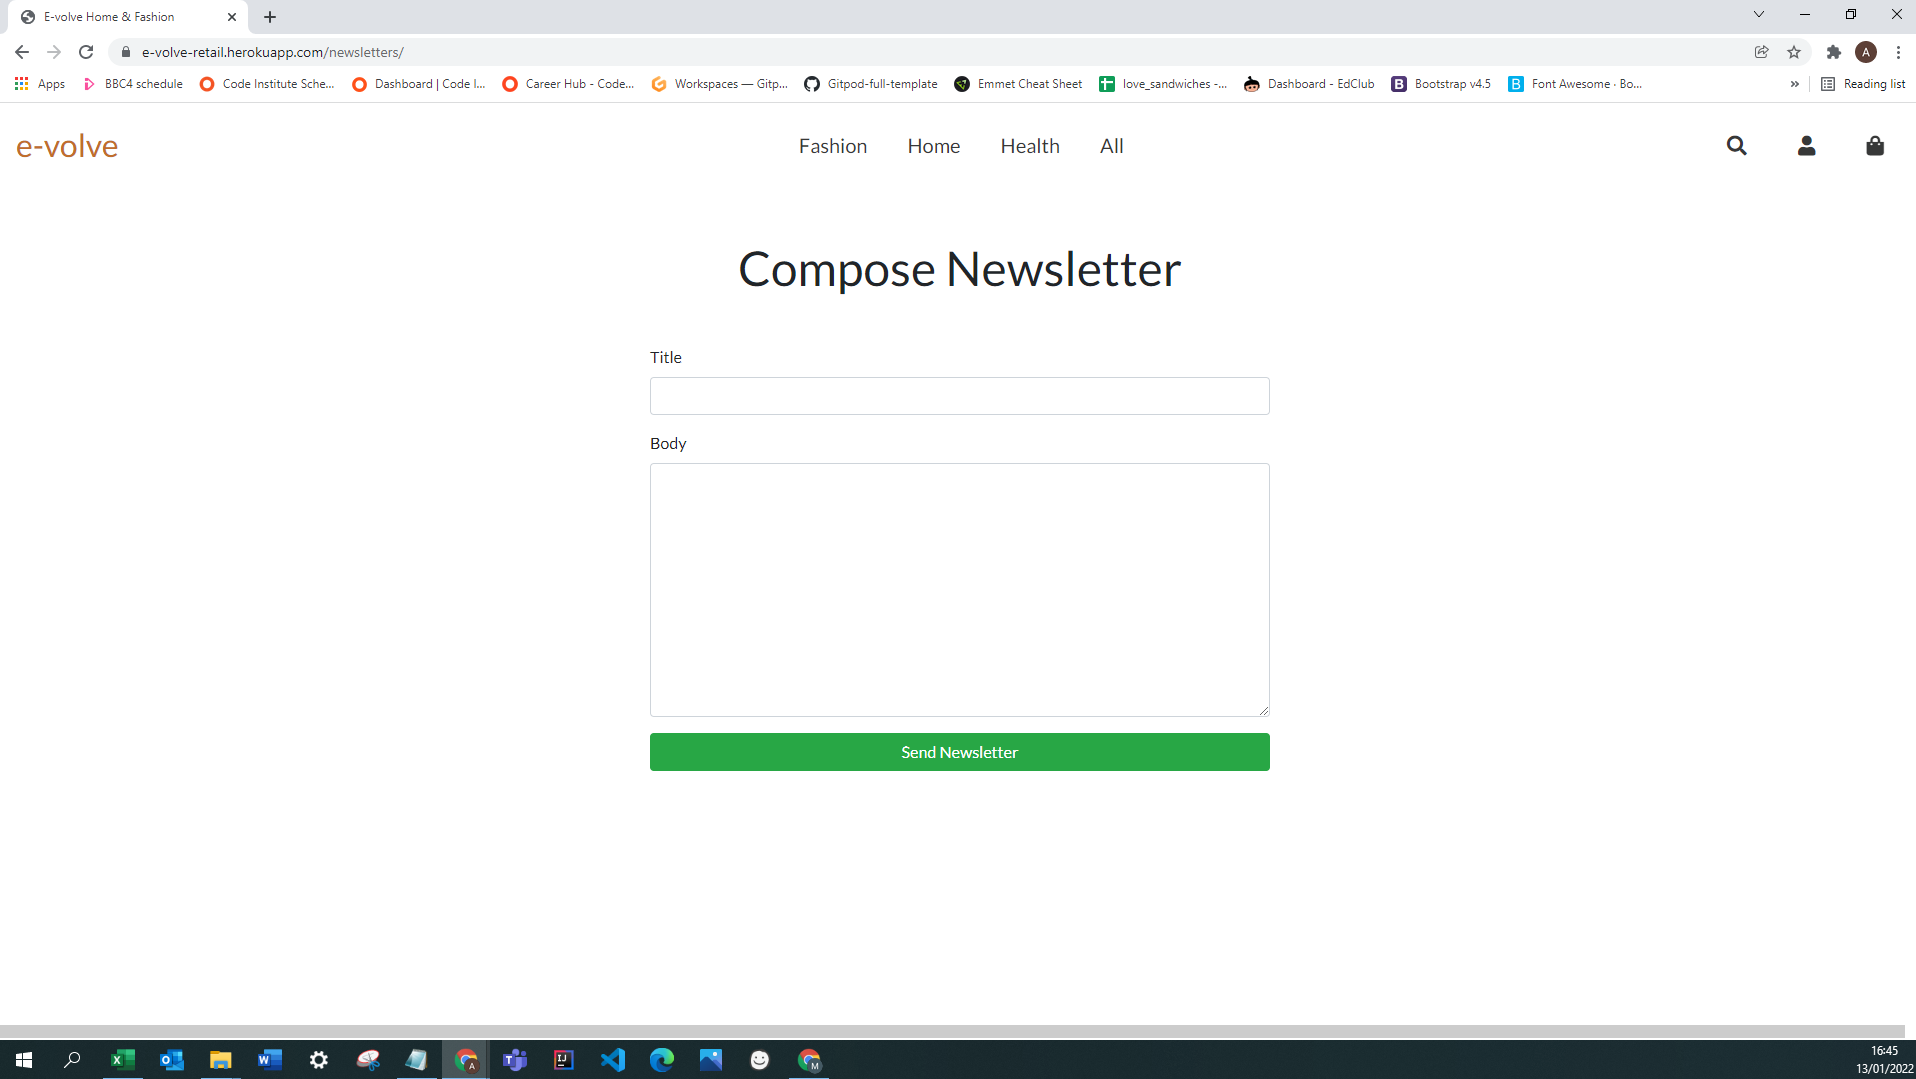 E-volve Home & Fashion
e-volve-retail.herokuapp.com/newsletters/
A
Apps BBC4 schedule Code Institute Sche... Dashboard | Code I... Career Hub - Code... Workspaces — Gitp... Gitpod-full-template Emmet Cheat Sheet love_sandwiches -... Dashboard - EdClub B Bootstrap v4.5 B Font Awesome · Bo... » Reading list
e-volve Fashion Home Health All
Compose Newsletter
Title
Body
Send Newsletter
16:45
13/01/2022